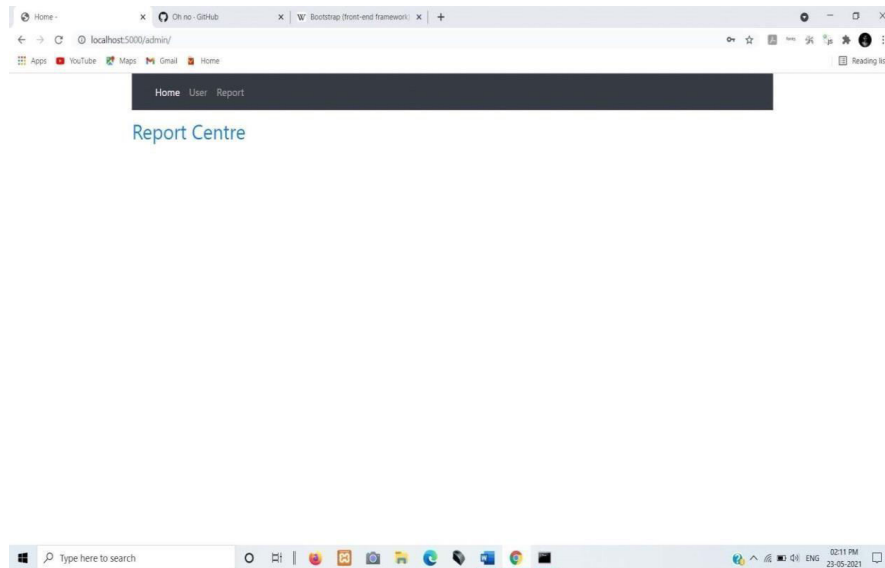 Home -
Oh no · GitHub
Bootstrap (front-end framework)
localhost:5000/admin/
Apps YouTube Maps Gmail Home
Reading lis
Home User Report
Report Centre
Type here to search
ENG
02:11 PM
23-05-2021